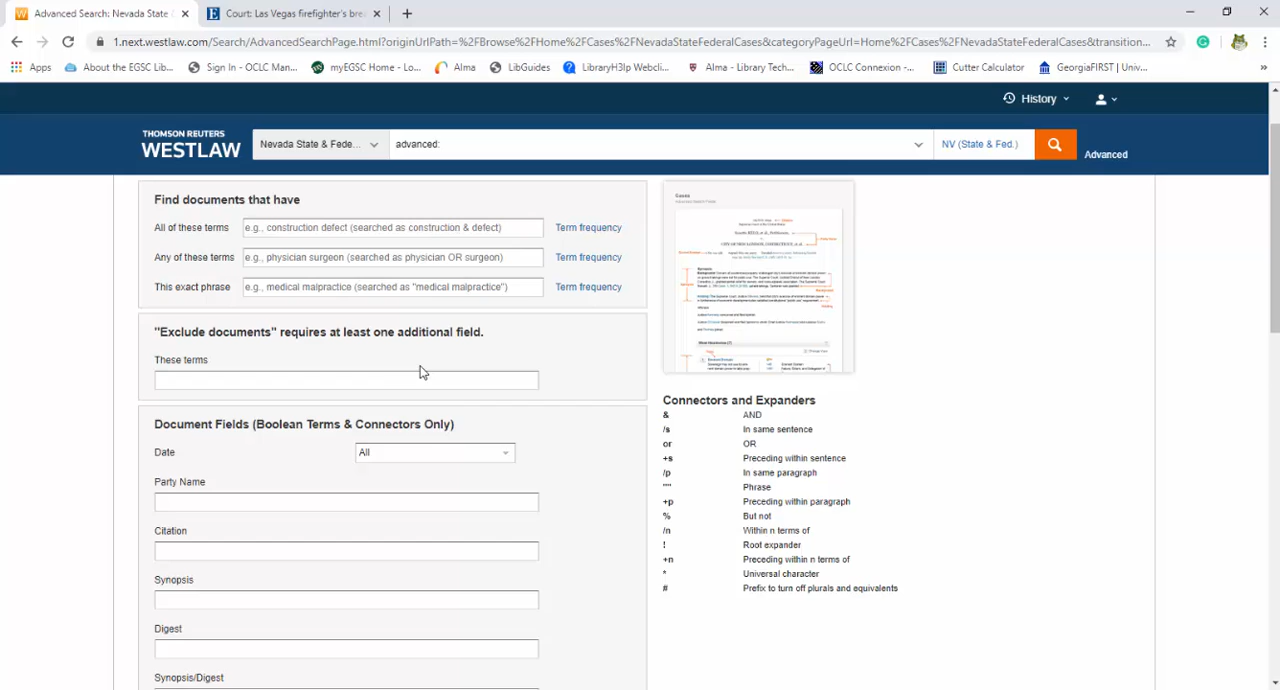 Advanced Search: Nevada State
Court: Las Vegas firefighter's bre
1.next.westlaw.com/Search/AdvancedSearchPage.html?originUrlPath=%2FBrowse%2FHome%2FCases%2FNevadaStateFederalCases&categoryPageUrl=Home%2FCases%2FNevadaStateFederalCases&transition...
Apps
About the EGSC Lib...
Sign In - OCLC Man...
myEGSC Home - Lo...
Alma
LibGuides
LibraryH3lp Webcli...
Alma - Library Tech...
OCLC Connexion -...
Cutter Calculator
GeorgiaFIRST | Univ...
History
THOMSON REUTERS
WESTLAW
Nevada State & Fede...
advanced:
NV (State & Fed.)
Advanced
Find documents that have
All of these terms
e.g., construction defect
ched as construction & defect)
Term frequency
Any of these terms
e.g., physician surgeon
ed as physician OR surgeon)
Term frequency
This exact phrase
e.g., medical malpractice
ched as "medical malpractice")
Term frequency
"Exclude documents" requires at least one additional field.
These terms
Document Fields (Boolean Terms & Connectors Only)
Date
All
Party Name
Citation
Synopsis
Digest
Synopsis/Digest
Cases
Connectors and Expanders
& AND
/s In same sentence
or OR
+s Preceding within sentence
/p In same paragraph
"" Phrase
+p Preceding within paragraph
% But not
/n Within n terms of
! Root expander
+n Preceding within n terms of
* Universal character
# Prefix to turn off plurals and equivalents